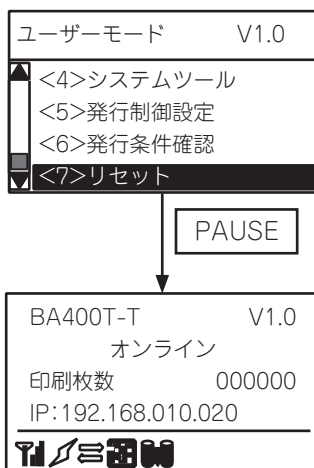 ユーザーモード V1.0
<4>システムツール
<5>発行制御設定
<6>発行条件確認
<7>リセット
PAUSE
BA400T-T V1.0
オンライン
印刷枚数 000000
IP:192.168.010.020